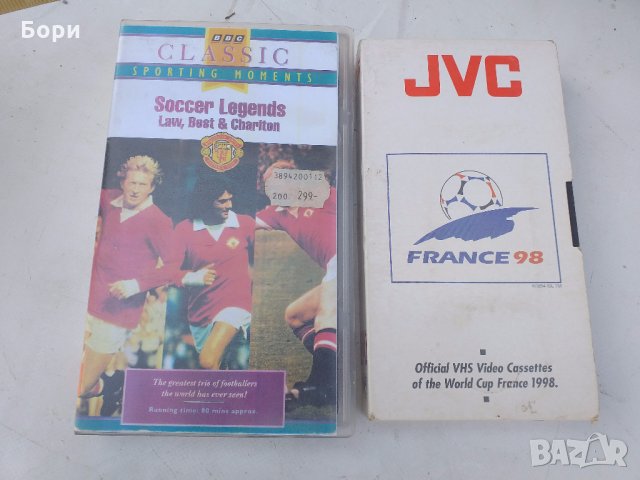 Бори
BBC
CLASSIC
SPORTING MOMENTS
Soccer Legends
Law, Best & Charlton
3894200112
200. 299-
The greatest trio of footballers
the world has ever seen!
Running time: 80 mins approx.
JVC
FRANCE 98
Official VHS Video Cassettes
of the World Cup France 1998.
BAZAR